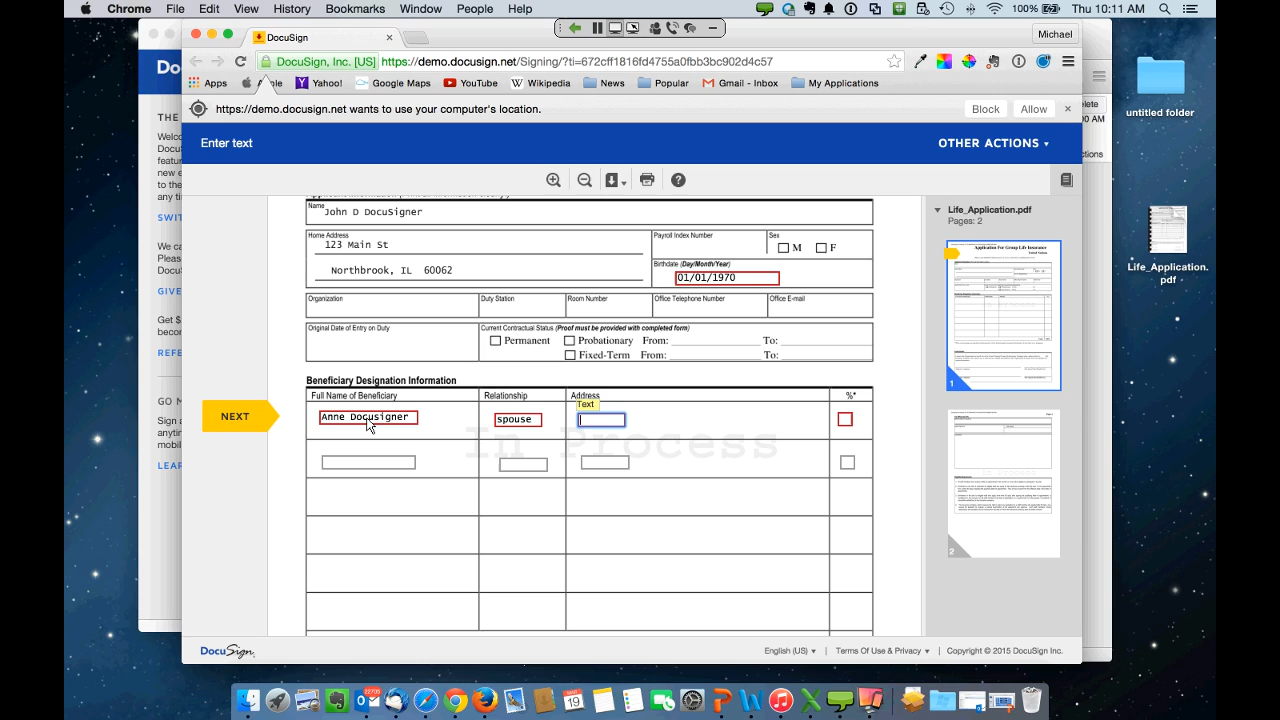 Chrome File Edit View History Bookmarks Window People Help 100% Thu 10:11 AM
DocuSign Michael
DocuSign, Inc. [US] https://demo.docusign.net/Signing/?ti=672cff1816fd4755a0fbb3bc902d4c57
Apps Yahoo! Google Maps YouTube Wikipedia News Popular Gmail - Inbox My Applications
https://demo.docusign.net wants to use your computer's location. Block Allow
Enter text OTHER ACTIONS
untitled folder
Life_Application.
pdf
Life_Application.pdf
Pages: 2
Name
John D DocuSigner
Home Address Payroll Index Number Sex
123 Main St M F
Birthdate (Day/Month/Year)
Northbrook, IL 60062 01/01/1970
Organization Duty Station Room Number Office Telephone Number Office E-mail
Original Date of Entry on Duty Current Contractual Status (Proof must be provided with completed form)
Permanent Probationary From: To:
Fixed-Term From: To:
Beneficiary Designation Information
Full Name of Beneficiary Relationship Address %*
Text
NEXT Anne Docusigner spouse
In Process
Application For Group Life Insurance
1
2
DocuSign English (US) | Terms Of Use & Privacy | Copyright © 2015 DocuSign Inc.
22705
19